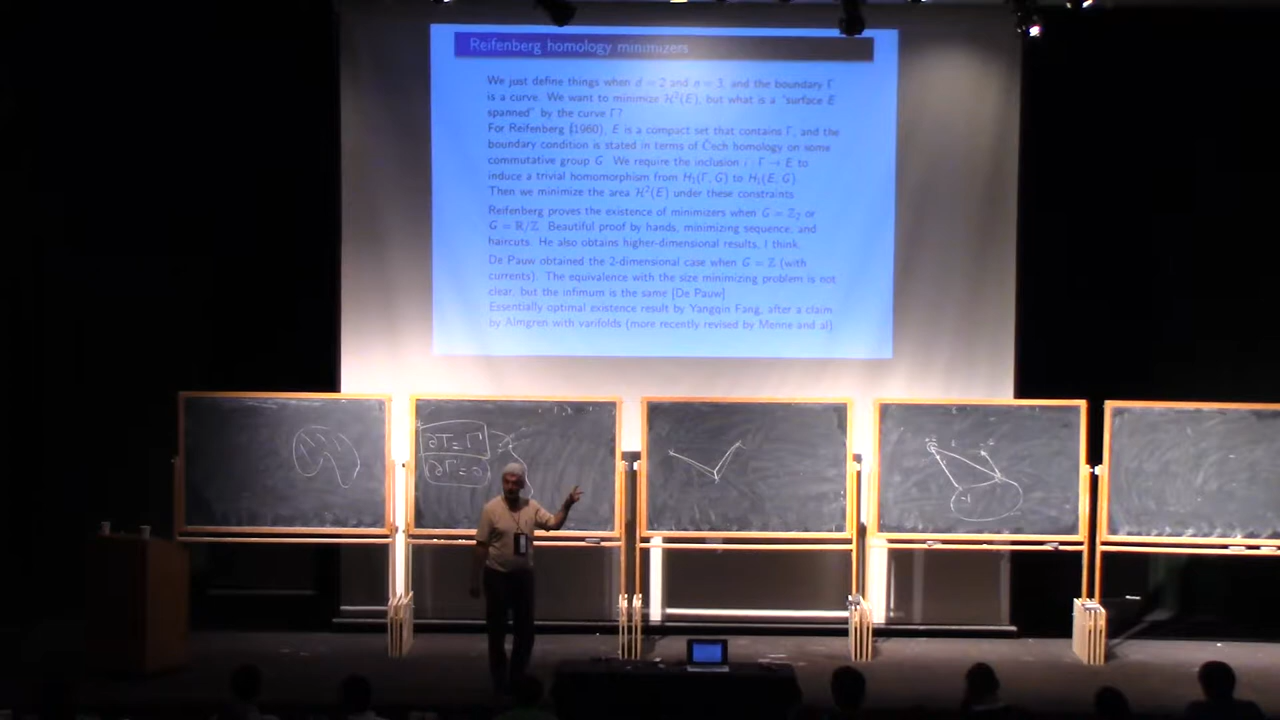 Reifenberg homology minimizers
We just define things when d = 2 and n = 3, and the boundary Γ
is a curve. We want to minimize H²(E), but what is a "surface E
spanned" by the curve Γ?
For Reifenberg (1960), E is a compact set that contains Γ, and the
boundary condition is stated in terms of Čech homology on some
commutative group G. We require the inclusion i : Γ → E to
induce a trivial homomorphism from H₁(Γ, G) to H₁(E, G).
Then we minimize the area H²(E) under these constraints
Reifenberg proves the existence of minimizers when G = ℤ₂ or
G = ℝ/ℤ. Beautiful proof by hands, minimizing sequence, and
haircuts. He also obtains higher-dimensional results, I think.
De Pauw obtained the 2-dimensional case when G = ℤ (with
currents). The equivalence with the size minimizing problem is not
clear, but the infimum is the same [De Pauw]
Essentially optimal existence result by Yangqin Fang, after a claim
by Almgren with varifolds (more recently revised by Menne and al)
∂T = Γ
∂Γ = 0
-1